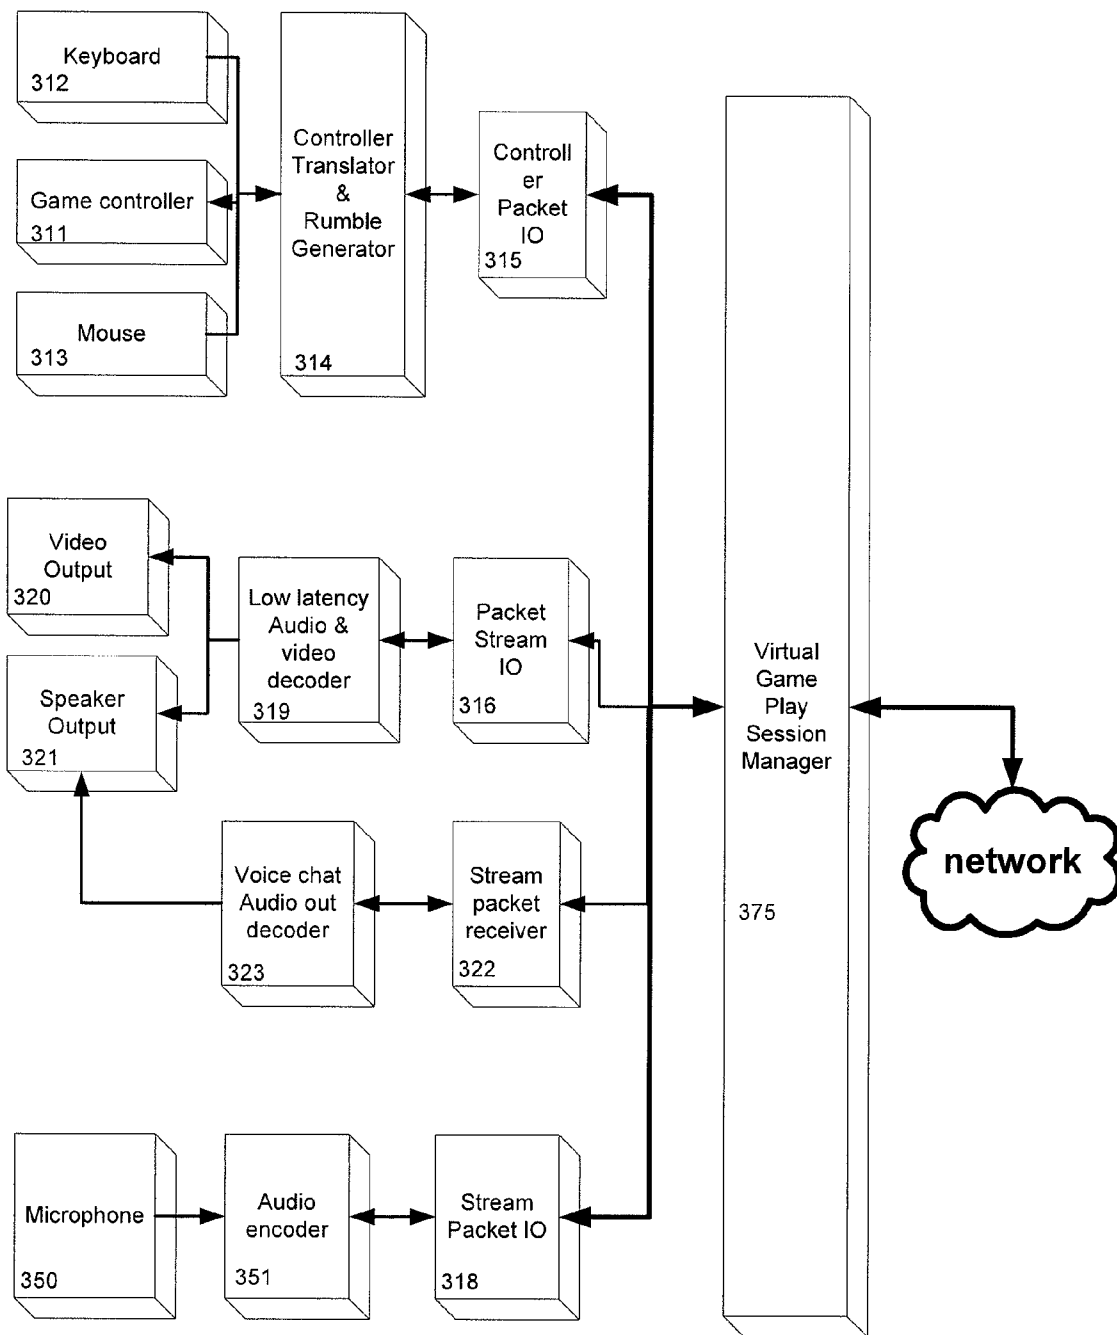 Keyboard
312
Game controller
311
Mouse
313
Controller
Translator
&
Rumble
Generator
314
Controll
er
Packet
IO
315
Video
Output
320
Speaker
Output
321
Low latency
Audio &
video
decoder
319
Packet
Stream
IO
316
Voice chat
Audio out
decoder
323
Stream
packet
receiver
322
Microphone
350
Audio
encoder
351
Stream
Packet IO
318
Virtual
Game
Play
Session
Manager
375
network